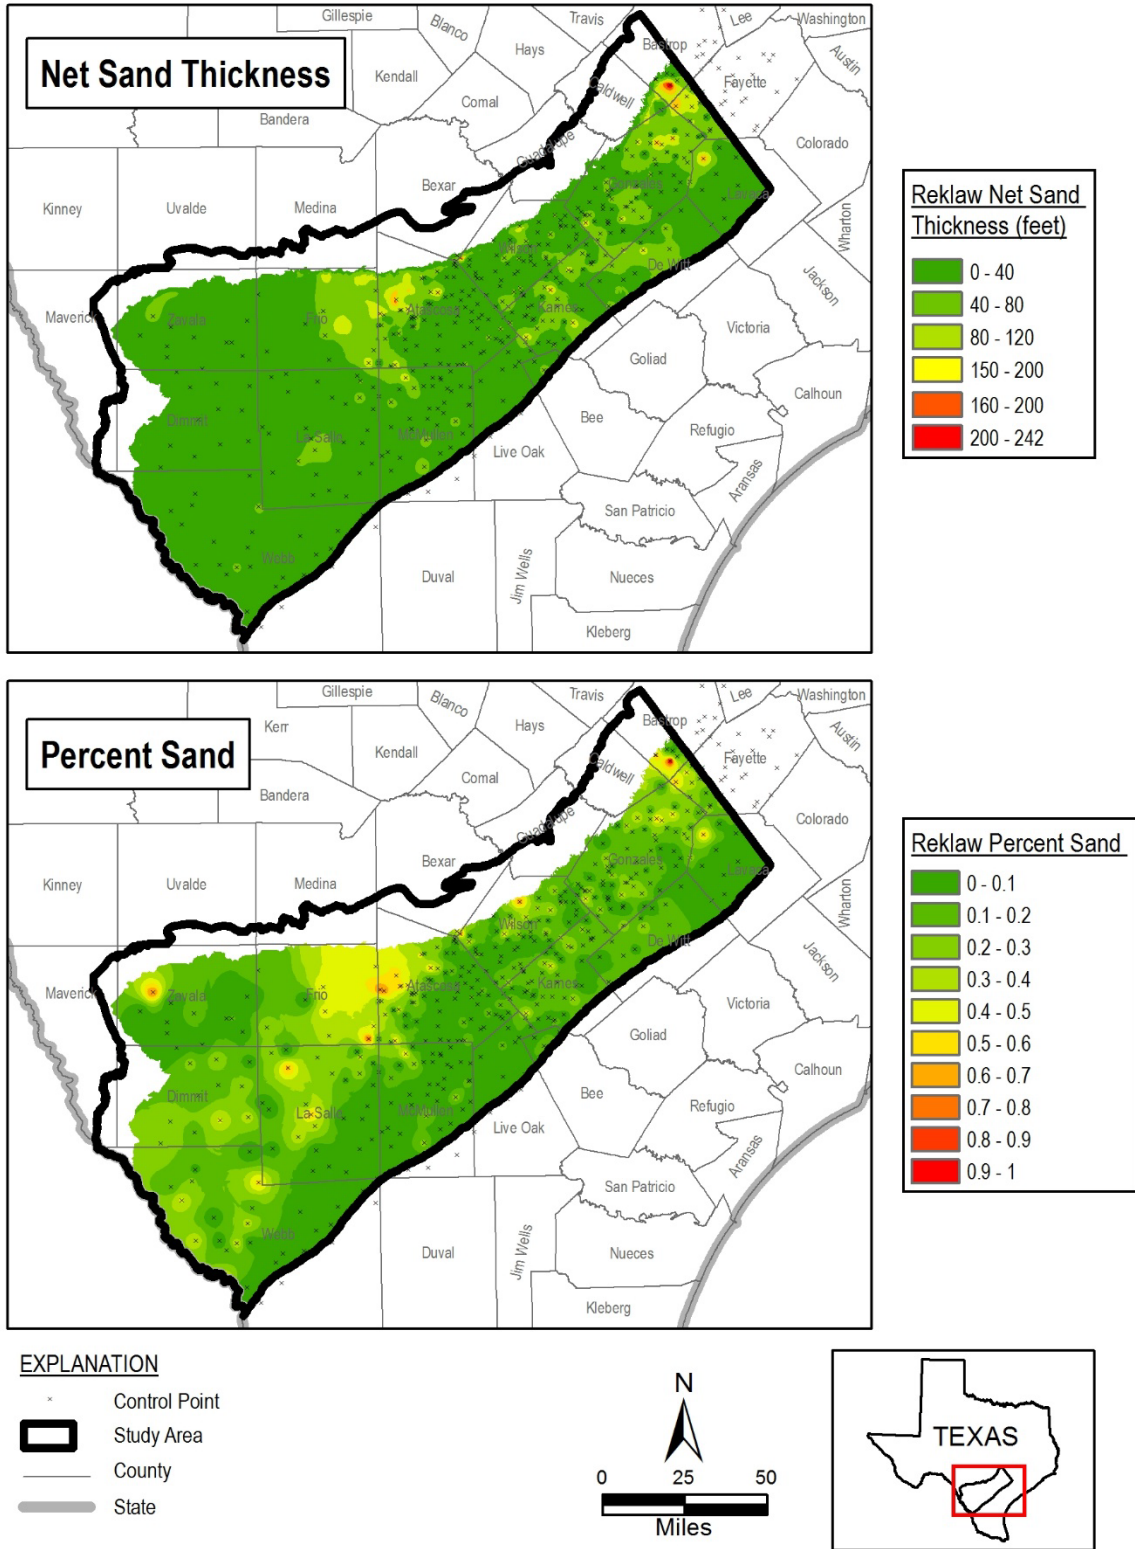 Net Sand Thickness
Gillespie
Blanco
Travis
Lee
Washington
Hays
Bastrop
Austin
Kendall
Fayette
Comal
Caldwell
Bandera
Guadalupe
Colorado
Bexar
Kinney
Uvalde
Medina
Gonzales
Lavaca
Wharton
Wilson
De Witt
Jackson
Maverick
Zavala
Frio
Atascosa
Karnes
Victoria
Goliad
Calhoun
Dimmit
La Salle
McMullen
Bee
Refugio
Live Oak
Aransas
San Patricio
Webb
Duval
Jim Wells
Nueces
Kleberg
Reklaw Net Sand
Thickness (feet)
0 - 40
40 - 80
80 - 120
150 - 200
160 - 200
200 - 242
Percent Sand
Gillespie
Blanco
Travis
Lee
Washington
Kerr
Hays
Bastrop
Austin
Kendall
Fayette
Comal
Caldwell
Bandera
Guadalupe
Colorado
Bexar
Kinney
Uvalde
Medina
Gonzales
Lavaca
Wharton
Wilson
De Witt
Jackson
Maverick
Zavala
Frio
Atascosa
Karnes
Victoria
Goliad
Calhoun
Dimmit
La Salle
McMullen
Bee
Refugio
Live Oak
Aransas
San Patricio
Webb
Duval
Jim Wells
Nueces
Kleberg
Reklaw Percent Sand
0 - 0.1
0.1 - 0.2
0.2 - 0.3
0.3 - 0.4
0.4 - 0.5
0.5 - 0.6
0.6 - 0.7
0.7 - 0.8
0.8 - 0.9
0.9 - 1
EXPLANATION
Control Point
Study Area
County
State
N
0 25 50
Miles
TEXAS